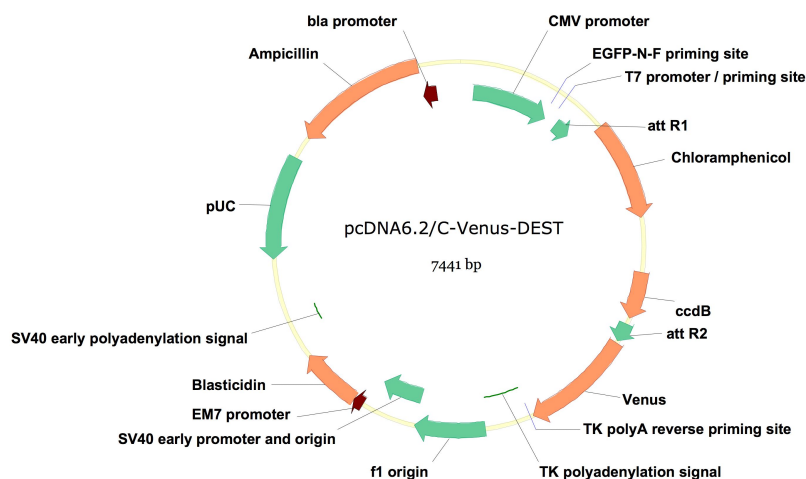 bla promoter
CMV promoter
Ampicillin
EGFP-N-F priming site
T7 promoter / priming site
att R1
Chloramphenicol
pUC
pcDNA6.2/C-Venus-DEST
7441 bp
ccdB
att R2
SV40 early polyadenylation signal
Blasticidin
Venus
EM7 promoter
TK polyA reverse priming site
SV40 early promoter and origin
f1 origin
TK polyadenylation signal